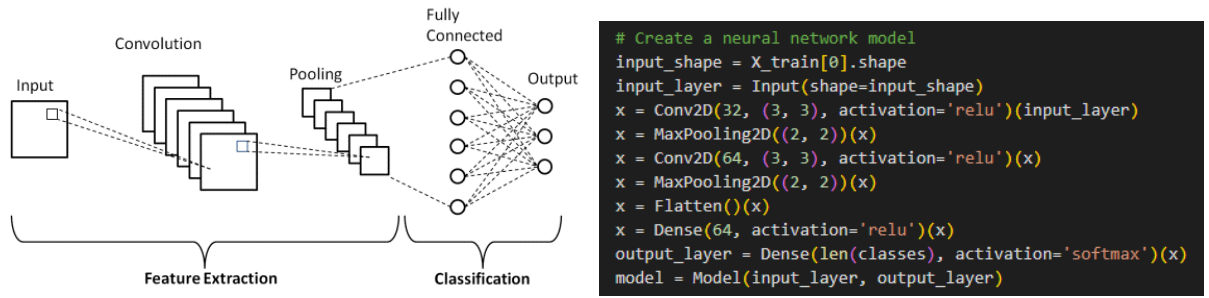 Input
Convolution
Pooling
Fully
Connected
Output
Feature Extraction
Classification
# Create a neural network model
input_shape = X_train[0].shape
input_layer = Input(shape=input_shape)
x = Conv2D(32, (3, 3), activation='relu')(input_layer)
x = MaxPooling2D((2, 2))(x)
x = Conv2D(64, (3, 3), activation='relu')(x)
x = MaxPooling2D((2, 2))(x)
x = Flatten()(x)
x = Dense(64, activation='relu')(x)
output_layer = Dense(len(classes), activation='softmax')(x)
model = Model(input_layer, output_layer)